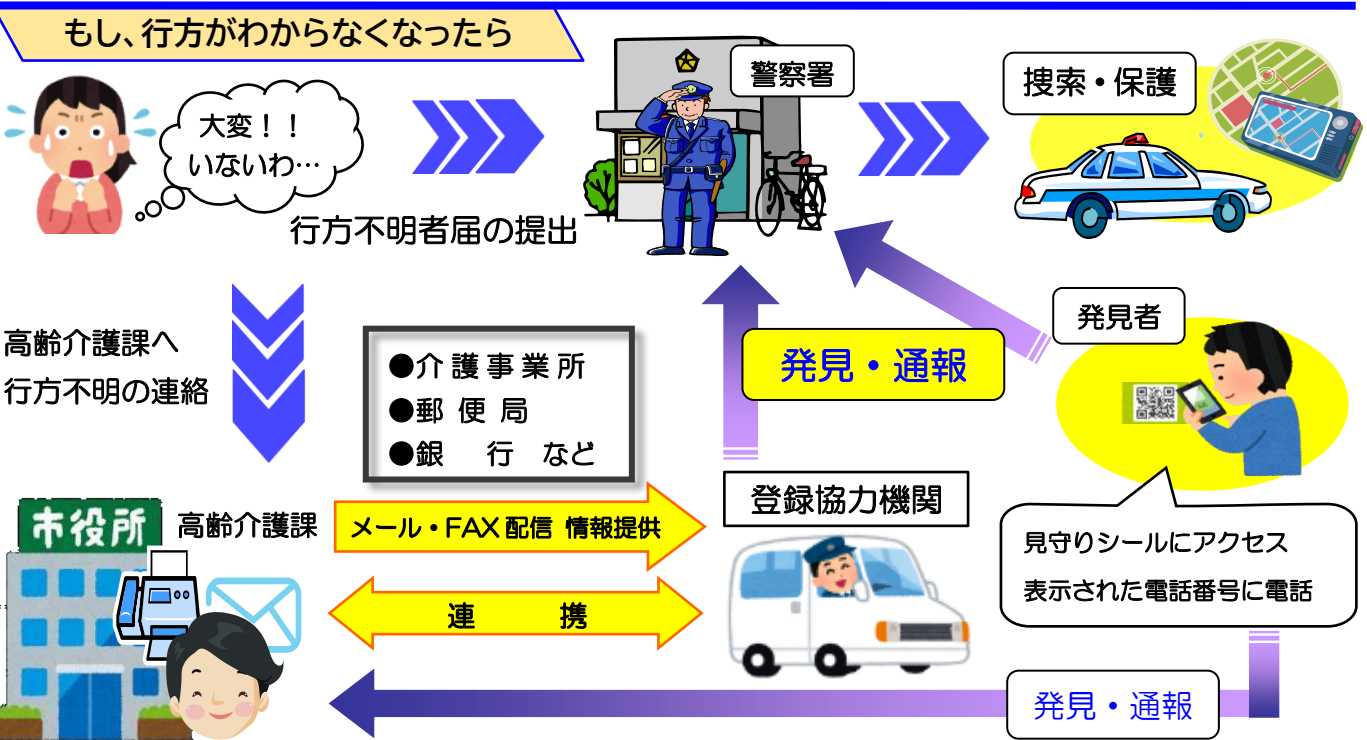 もし、行方がわからなくなったら
大変！！
いないわ…
行方不明者届の提出
警察署
捜索・保護
高齢介護課へ
行方不明の連絡
●介護事業所
●郵便局
●銀　行　など
発見・通報
発見者
市役所
高齢介護課
メール・FAX配信 情報提供
登録協力機関
見守りシールにアクセス
表示された電話番号に電話
連　携
発見・通報